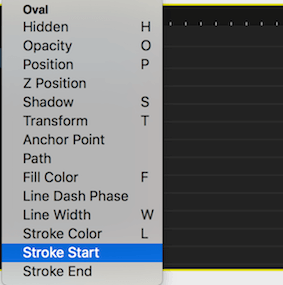 Oval
Hidden H
Opacity O
Position P
Z Position
Shadow S
Transform T
Anchor Point
Path
Fill Color F
Line Dash Phase
Line Width W
Stroke Color L
Stroke Start
Stroke End